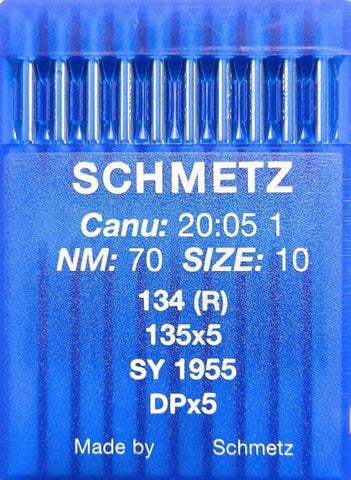 SCHMETZ
Canu: 20:05 1
NM: 70 SIZE: 10
134 (R)
135x5
SY 1955
DPx5
Made by Schmetz